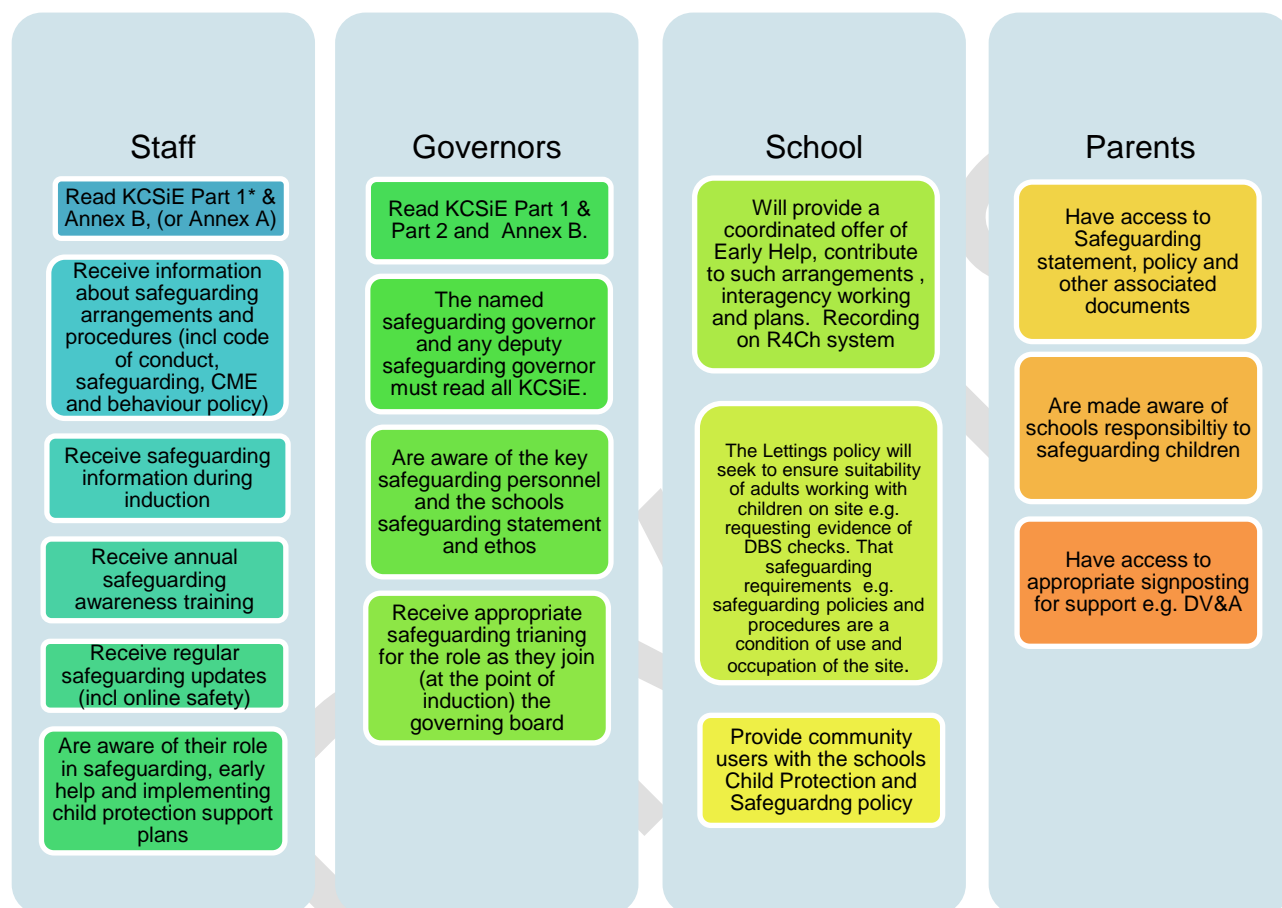 Staff
Read KCSiE Part 1* &
Annex B, (or Annex A)
Receive information
about safeguarding
arrangements and
procedures (incl code
of conduct,
safeguarding, CME
and behaviour policy)
Receive safeguarding
information during
induction
Receive annual
safeguarding
awareness training
Receive regular
safeguarding updates
(incl online safety)
Are aware of their role
in safeguarding, early
help and implementing
child protection support
plans
Governors
Read KCSiE Part 1 &
Part 2 and Annex B.
The named
safeguarding governor
and any deputy
safeguarding governor
must read all KCSiE.
Are aware of the key
safeguarding personnel
and the schools
safeguarding statement
and ethos
Receive appropriate
safeguarding trianing
for the role as they join
(at the point of
induction) the
governing board
School
Will provide a
coordinated offer of
Early Help, contribute
to such arrangements ,
interagency working
and plans. Recording
on R4Ch system
The Lettings policy will
seek to ensure suitability
of adults working with
children on site e.g.
requesting evidence of
DBS checks. That
safeguarding
requirements e.g.
safeguarding policies and
procedures are a
condition of use and
occupation of the site.
Provide community
users with the schools
Child Protection and
Safeguardng policy
Parents
Have access to
Safeguarding
statement, policy and
other associated
documents
Are made aware of
schools responsibiltiy to
safeguarding children
Have access to
appropriate signposting
for support e.g. DV&A